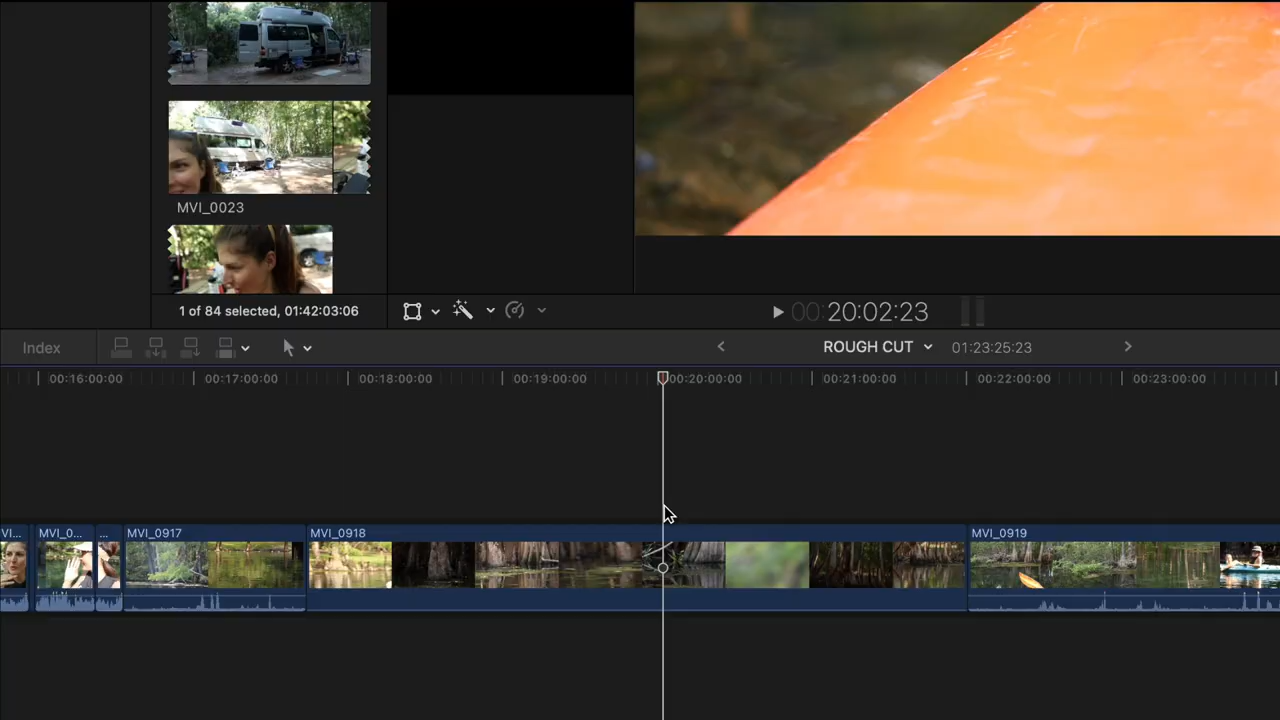 MVI_0023
1 of 84 selected, 01:42:03:06
00:20:02:23
Index
ROUGH CUT
01:23:25:23
00:16:00:00
00:17:00:00
00:18:00:00
00:19:00:00
00:20:00:00
00:21:00:00
00:22:00:00
00:23:00:00
VI...
MVI_0...
...
MVI_0917
MVI_0918
MVI_0919